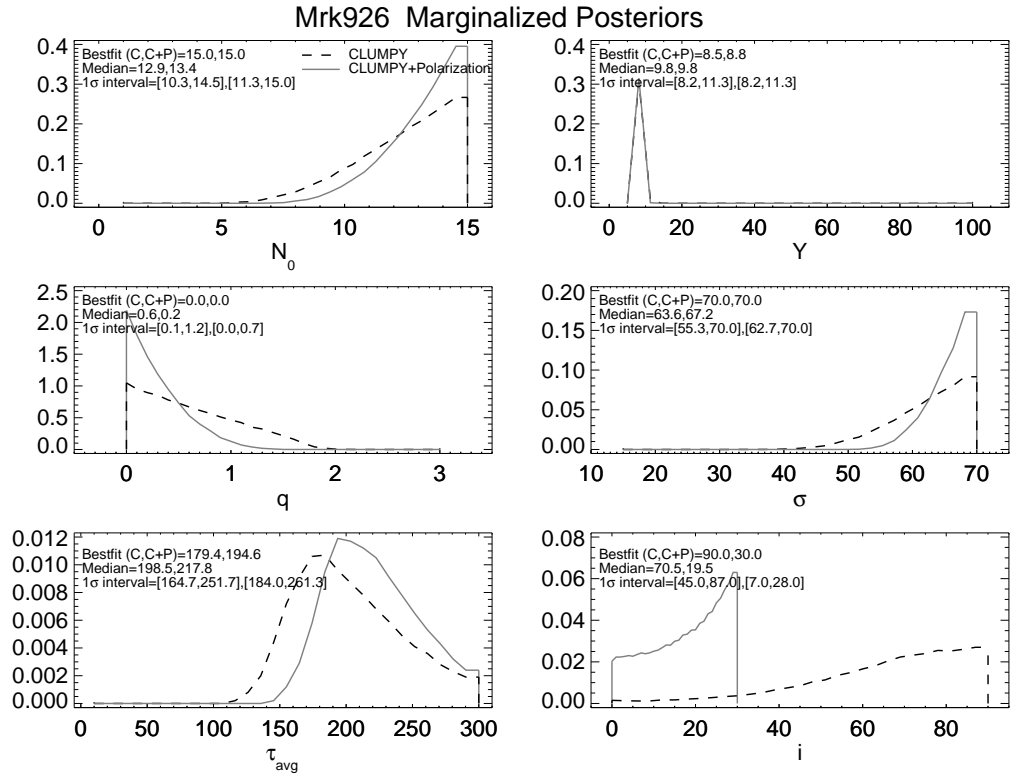 Mrk926 Marginalized Posteriors
Bestfit (C,C+P)=15.0,15.0
Median=12.9,13.4
1σ interval=[10.3,14.5],[11.3,15.0]
CLUMPY
CLUMPY+Polarization
0.4
0.3
0.2
0.1
0.0
0 5 10 15
N0
Bestfit (C,C+P)=8.5,8.8
Median=9.8,9.8
1σ interval=[8.2,11.3],[8.2,11.3]
0.4
0.3
0.2
0.1
0.0
0 20 40 60 80 100
Y
Bestfit (C,C+P)=0.0,0.0
Median=0.6,0.2
1σ interval=[0.1,1.2],[0.0,0.7]
2.5
2.0
1.5
1.0
0.5
0.0
0 1 2 3
q
Bestfit (C,C+P)=70.0,70.0
Median=63.6,67.2
1σ interval=[55.3,70.0],[62.7,70.0]
0.20
0.15
0.10
0.05
0.00
10 20 30 40 50 60 70
σ
Bestfit (C,C+P)=179.4,194.6
Median=198.5,217.8
1σ interval=[164.7,251.7],[184.0,261.3]
0.012
0.010
0.008
0.006
0.004
0.002
0.000
0 50 100 150 200 250 300
τavg
Bestfit (C,C+P)=90.0,30.0
Median=70.5,19.5
1σ interval=[45.0,87.0],[7.0,28.0]
0.08
0.06
0.04
0.02
0.00
0 20 40 60 80
i